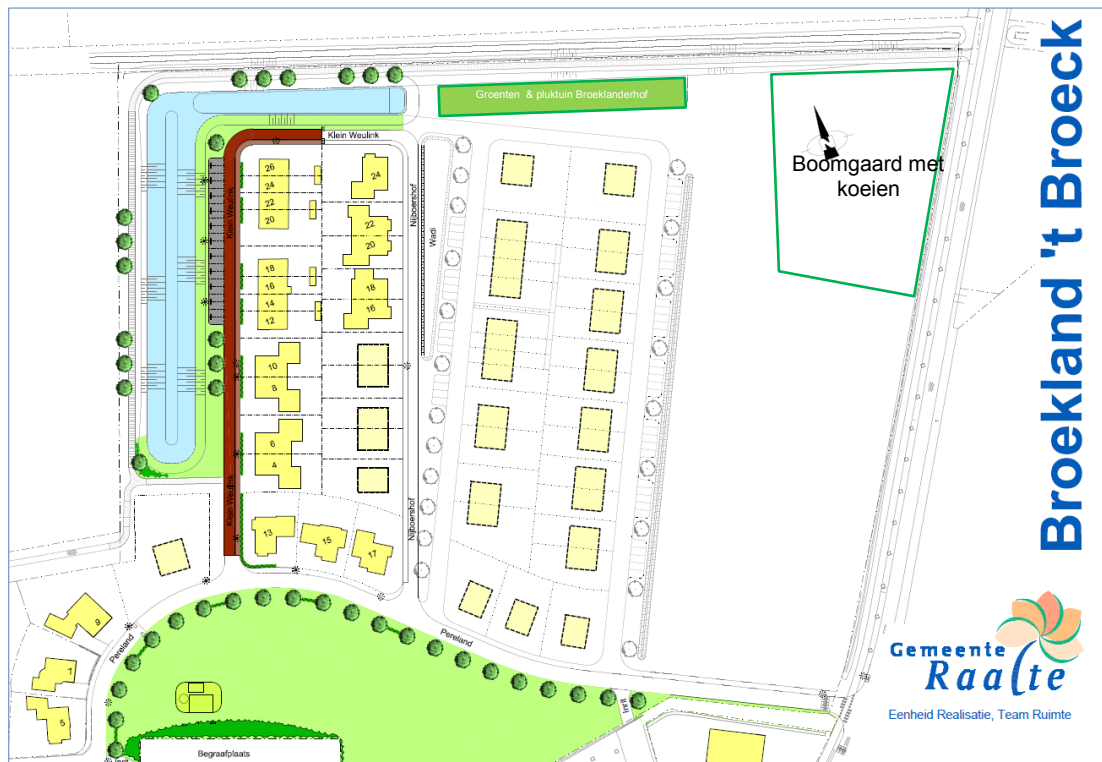 Groenten & pluktuin Broeklanderhof
Boomgaard met
koeien
Broekland 't Broeck
Klein Weulink
Klein Weulink
Klein Weulink
Nijboershof
Nijboershof
Wadi
26
24
22
20
18
16
14
12
10
8
6
4
24
22
20
18
16
13
15
17
9
7
5
Pereland
Pereland
Inrit
Begraafplaats
Gemeente
Raalte
Eenheid Realisatie, Team Ruimte